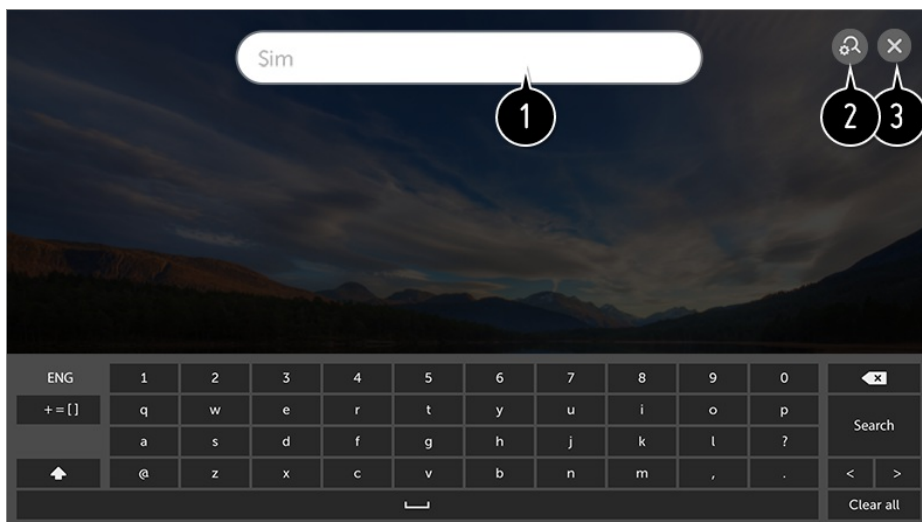 Sim
1
2
3
ENG 1 2 3 4 5 6 7 8 9 0
+ = [ ] q w e r t y u i o p
Search
a s d f g h j k l ?
@ z x c v b n m , . < >
Clear all